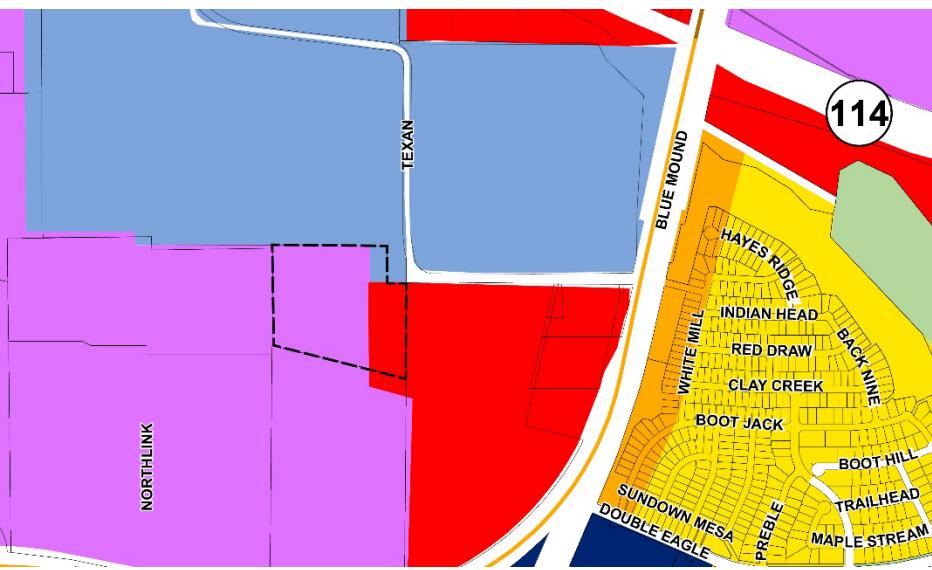 114
TEXAN
BLUE MOUND
HAYES RIDGE
INDIAN HEAD
WHITE MILL
RED DRAW
BACK NINE
CLAY CREEK
BOOT JACK
NORTHLINK
BOOT HILL
SUNDOWN MESA
TRAILHEAD
DOUBLE EAGLE
PREBLE
MAPLE STREAM